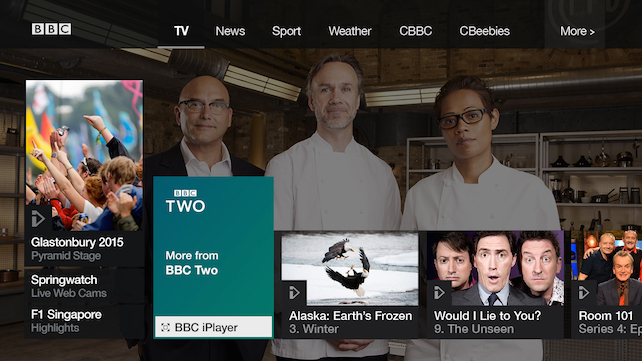 BBC
TV
News
Sport
Weather
CBBC
CBeebies
More >
Glastonbury 2015
Pyramid Stage
Springwatch
Live Web Cams
F1 Singapore
Highlights
BBC
TWO
More from
BBC Two
BBC iPlayer
Alaska: Earth's Frozen
3. Winter
Would I Lie to You?
9. The Unseen
Room 101
Series 4: Ep